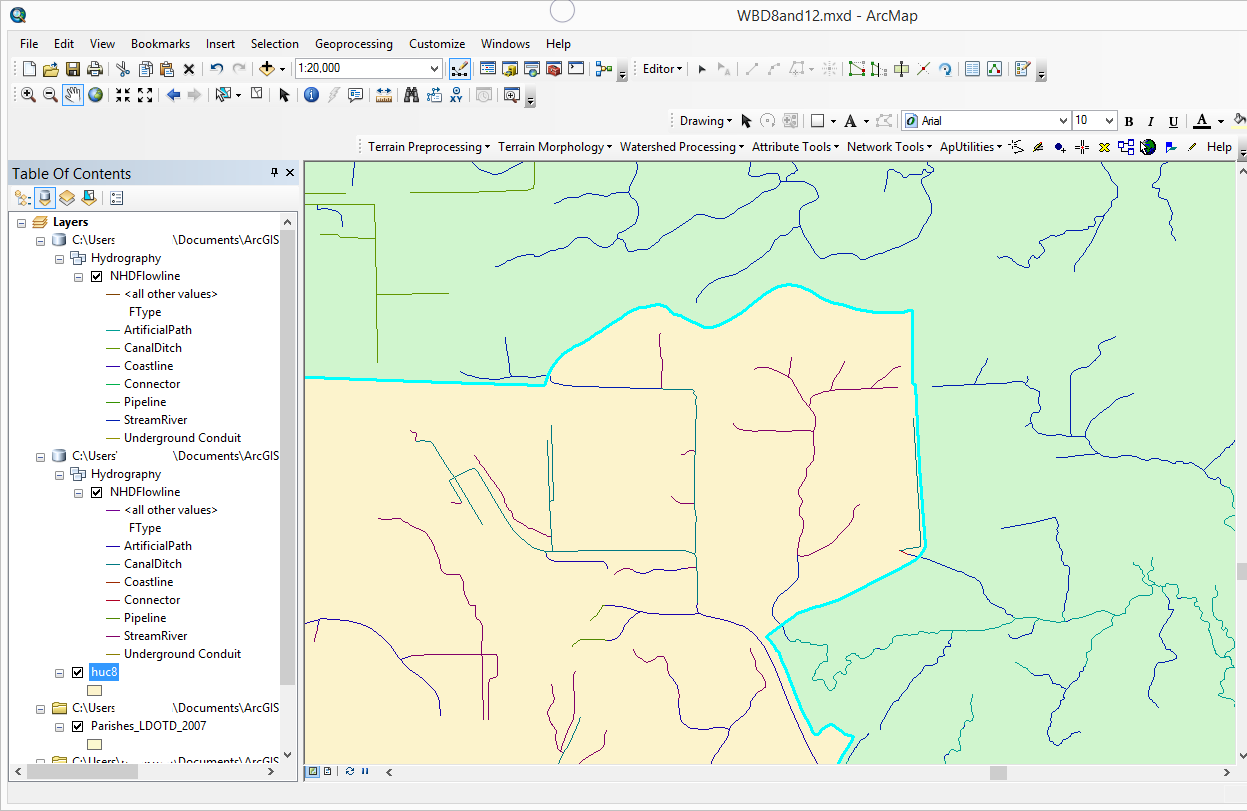 WBD8and12.mxd - ArcMap
File Edit View Bookmarks Insert Selection Geoprocessing Customize Windows Help
1:20,000 Editor
Drawing A Arial 10 B I U A
Terrain Preprocessing Terrain Morphology Watershed Processing Attribute Tools Network Tools ApUtilities Help
Table Of Contents
Layers
C:\Users \Documents\ArcGIS
Hydrography
NHDFlowline
<all other values>
FType
ArtificialPath
CanalDitch
Coastline
Connector
Pipeline
StreamRiver
Underground Conduit
C:\Users \Documents\ArcGIS
Hydrography
NHDFlowline
<all other values>
FType
ArtificialPath
CanalDitch
Coastline
Connector
Pipeline
StreamRiver
Underground Conduit
huc8
C:\Users \Documents\ArcGIS
Parishes_LDOTD_2007
C:\Users \Documents\ArcGIS